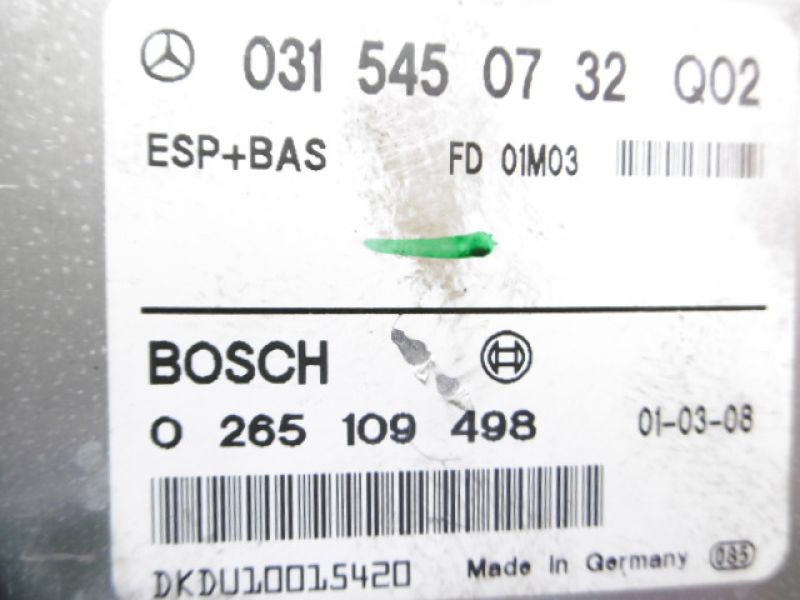 031 545 07 32 Q02
ESP+BAS FD 01M03
BOSCH
0 265 109 498 01-03-08
DKDU10015420 Made In Germany 085